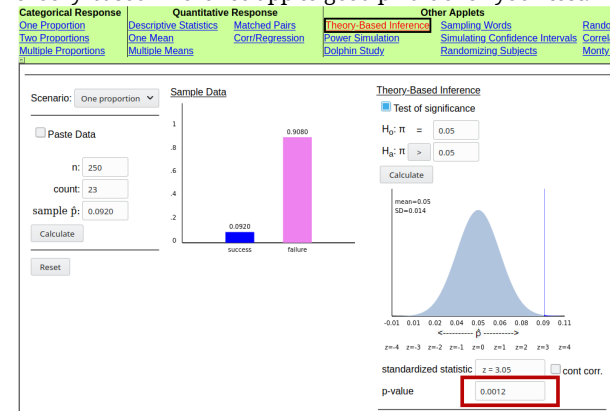 Categorical Response Quantitative Response Other Applets
One Proportion Descriptive Statistics Matched Pairs Theory-Based Inference Sampling Words
Two Proportions One Mean Corr/Regression Power Simulation Simulating Confidence Intervals
Multiple Proportions Multiple Means Dolphin Study Randomizing Subjects Monty
Scenario: One proportion
Sample Data
Theory-Based Inference
Test of significance
Paste Data
H₀: π = 0.05
Hₐ: π > 0.05
n: 250
count: 23
sample p̂: 0.0920
Calculate
Reset
1
.8
.6
.4
.2
0
0.0920
0.9080
success failure
Calculate
mean=0.05
SD=0.014
-0.01 0.01 0.02 0.04 0.05 0.06 0.08 0.09 0.11
<---------- p̂ ---------->
z=-4 z=-3 z=-2 z=-1 z=0 z=1 z=2 z=3 z=4
standardized statistic z = 3.05 cont corr.
p-value 0.0012